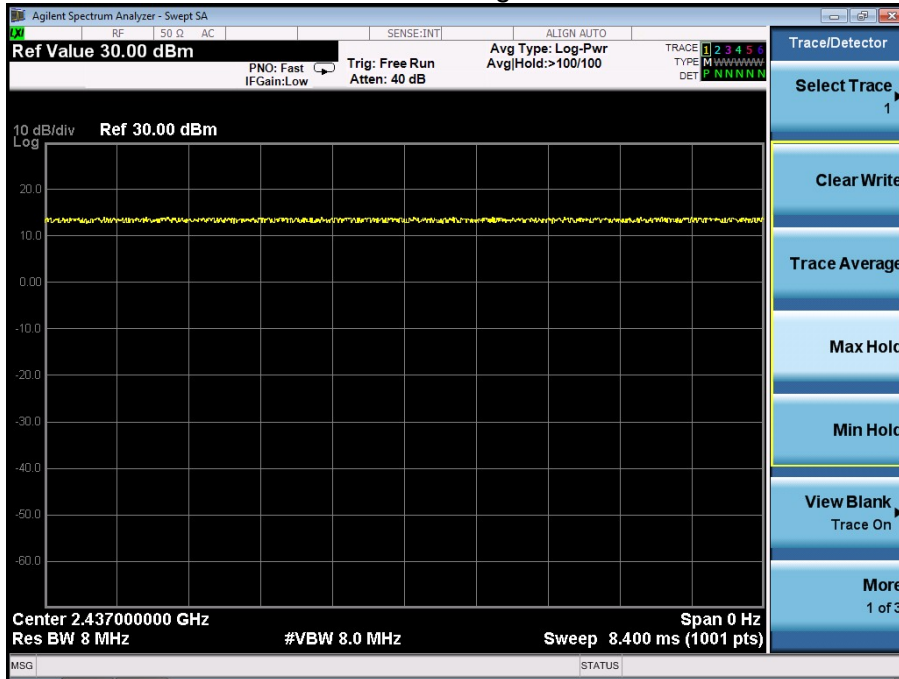 Agilent Spectrum Analyzer - Swept SA
LXI RF 50 Ω AC SENSE:INT ALIGN AUTO
Ref Value 30.00 dBm
PNO: Fast
IFGain:Low
Trig: Free Run
Atten: 40 dB
Avg Type: Log-Pwr
Avg|Hold:>100/100
TRACE 1 2 3 4 5 6
TYPE M W W W W W
DET P N N N N N
10 dB/div Ref 30.00 dBm
Log
20.0
10.0
0.00
-10.0
-20.0
-30.0
-40.0
-50.0
-60.0
Center 2.437000000 GHz Span 0 Hz
Res BW 8 MHz #VBW 8.0 MHz Sweep 8.400 ms (1001 pts)
MSG STATUS
Trace/Detector
Select Trace
1
Clear Write
Trace Average
Max Hold
Min Hold
View Blank
Trace On
More
1 of 3